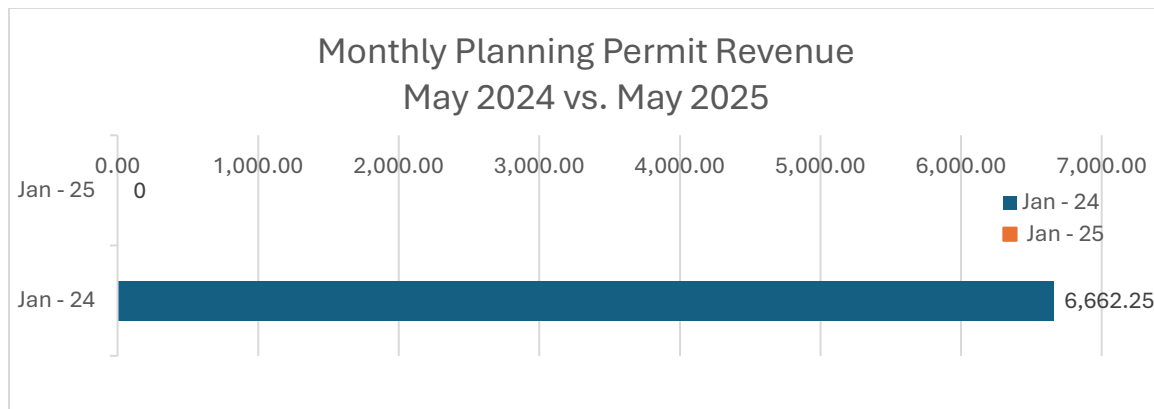 Monthly Planning Permit Revenue
May 2024 vs. May 2025
0.00 1,000.00 2,000.00 3,000.00 4,000.00 5,000.00 6,000.00 7,000.00
Jan - 25 0
Jan - 24
Jan - 25
Jan - 24 6,662.25